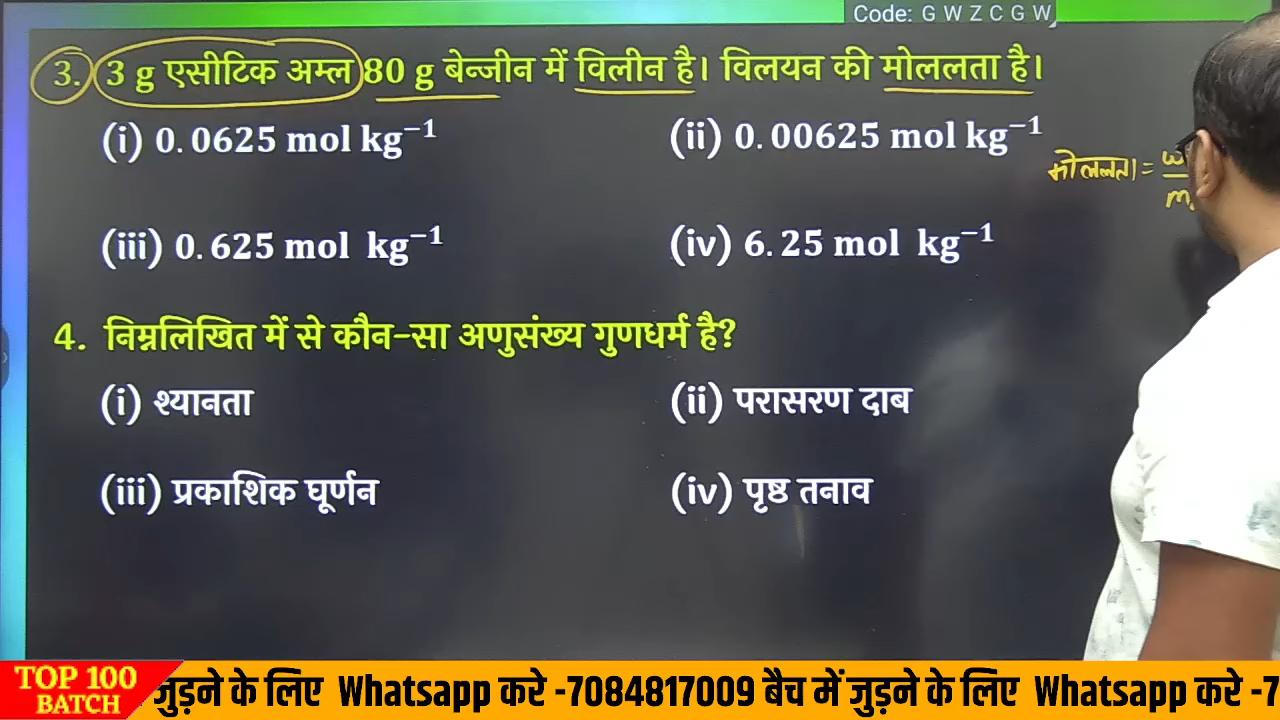 Code: G W Z C G W
3. 3 g एसीटिक अम्ल 80 g बेन्जीन में विलीन है। विलयन की मोललता है।
(i) 0.0625 mol kg⁻¹ (ii) 0.00625 mol kg⁻¹
मोललता =
(iii) 0.625 mol kg⁻¹ (iv) 6.25 mol kg⁻¹
4. निम्नलिखित में से कौन-सा अणुसंख्य गुणधर्म है?
(i) श्यानता (ii) परासरण दाब
(iii) प्रकाशिक घूर्णन (iv) पृष्ठ तनाव
TOP 100
BATCH
जुड़ने के लिए Whatsapp करे -7084817009 बैच में जुड़ने के लिए Whatsapp करे -7